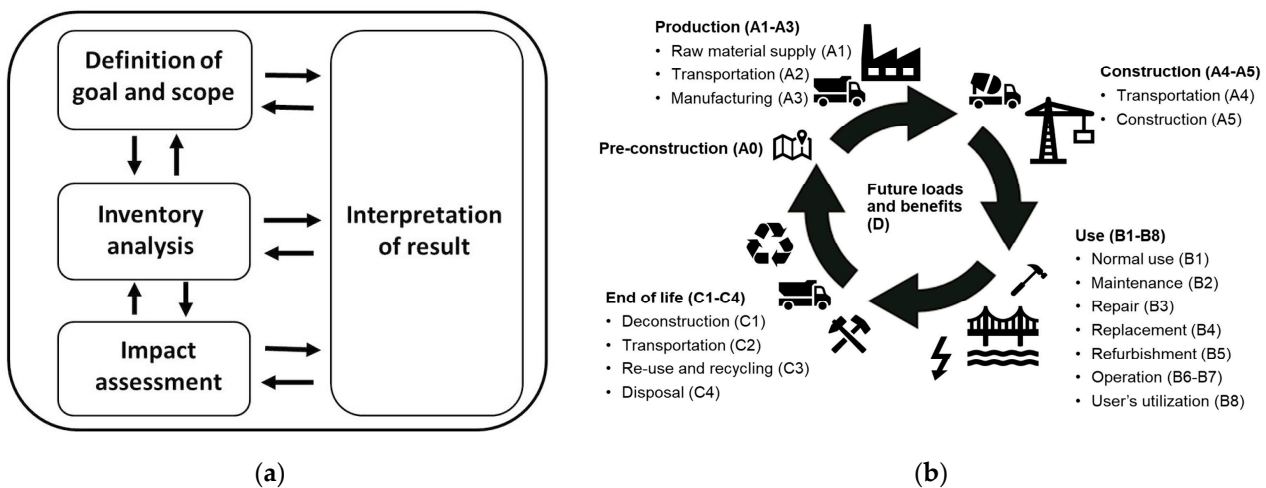 Definition of
goal and scope
Inventory
analysis
Impact
assessment
Interpretation
of result
(a)
Production (A1-A3)
• Raw material supply (A1)
• Transportation (A2)
• Manufacturing (A3)
Construction (A4-A5)
• Transportation (A4)
• Construction (A5)
Pre-construction (A0)
Future loads
and benefits
(D)
Use (B1-B8)
• Normal use (B1)
• Maintenance (B2)
• Repair (B3)
• Replacement (B4)
• Refurbishment (B5)
• Operation (B6-B7)
• User's utilization (B8)
End of life (C1-C4)
• Deconstruction (C1)
• Transportation (C2)
• Re-use and recycling (C3)
• Disposal (C4)
(b)